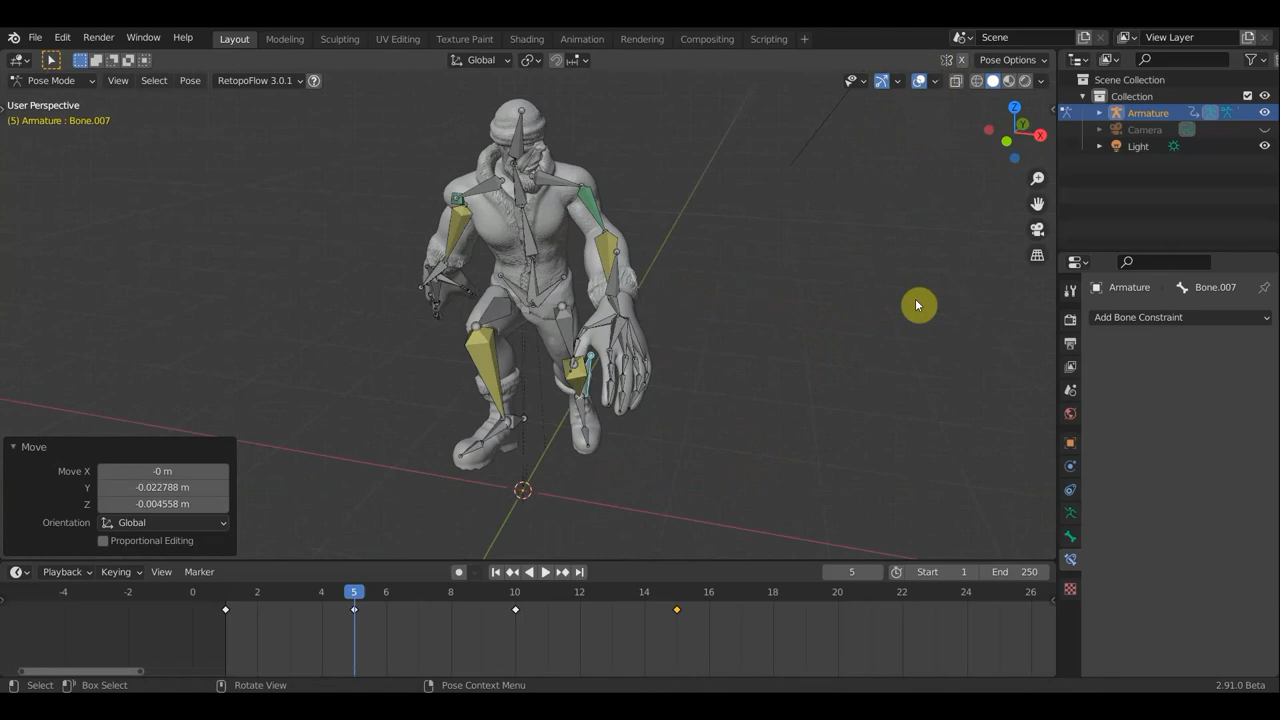 File Edit Render Window Help Layout Modeling Sculpting UV Editing Texture Paint Shading Animation Rendering Compositing Scripting + Scene View Layer
Global Pose Options
Pose Mode View Select Pose RetopoFlow 3.0.1 ?
User Perspective
(5) Armature : Bone.007
Z
Y
X
Scene Collection
Collection
Armature
Camera
Light
Armature Bone.007
Add Bone Constraint
Move
Move X -0 m
Y -0.022788 m
Z -0.004558 m
Orientation Global
Proportional Editing
Playback Keying View Marker 5 Start 1 End 250
-4 -2 0 2 4 5 6 8 10 12 14 16 18 20 22 24 26
Select Box Select Rotate View Pose Context Menu 2.91.0 Beta